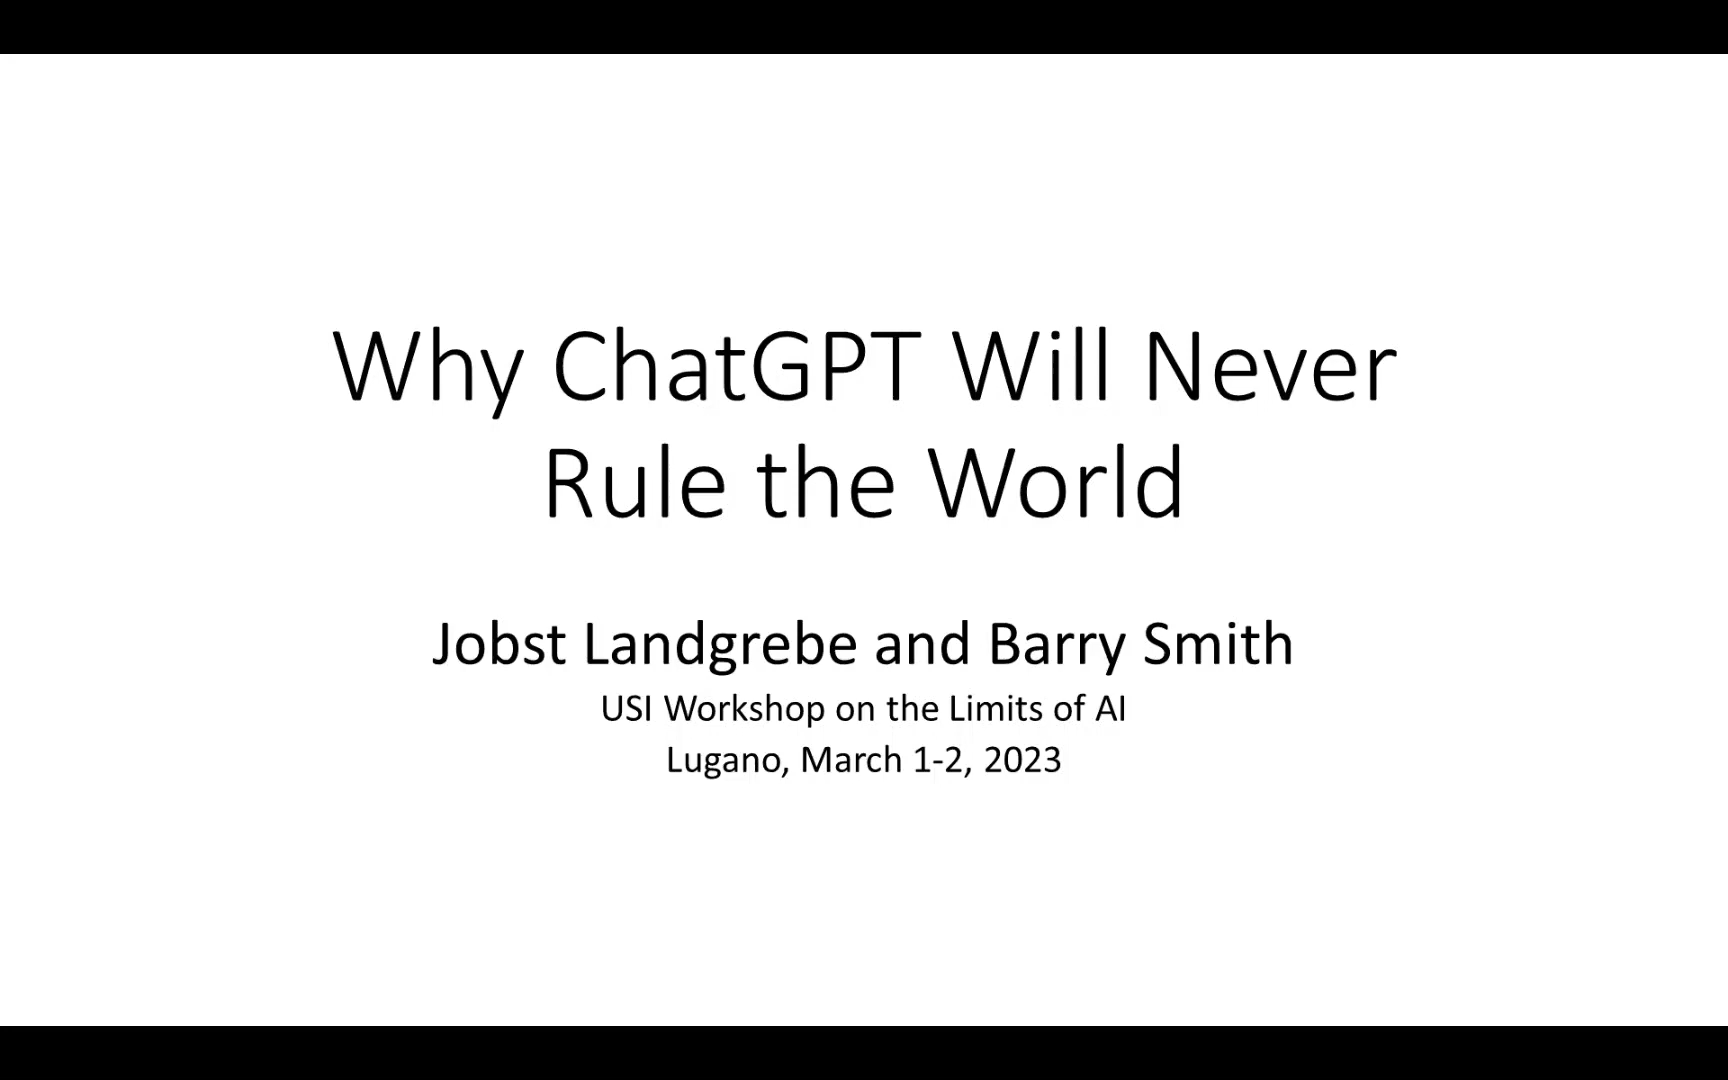 Why ChatGPT Will Never
Rule the World
Jobst Landgrebe and Barry Smith
USI Workshop on the Limits of AI
Lugano, March 1-2, 2023